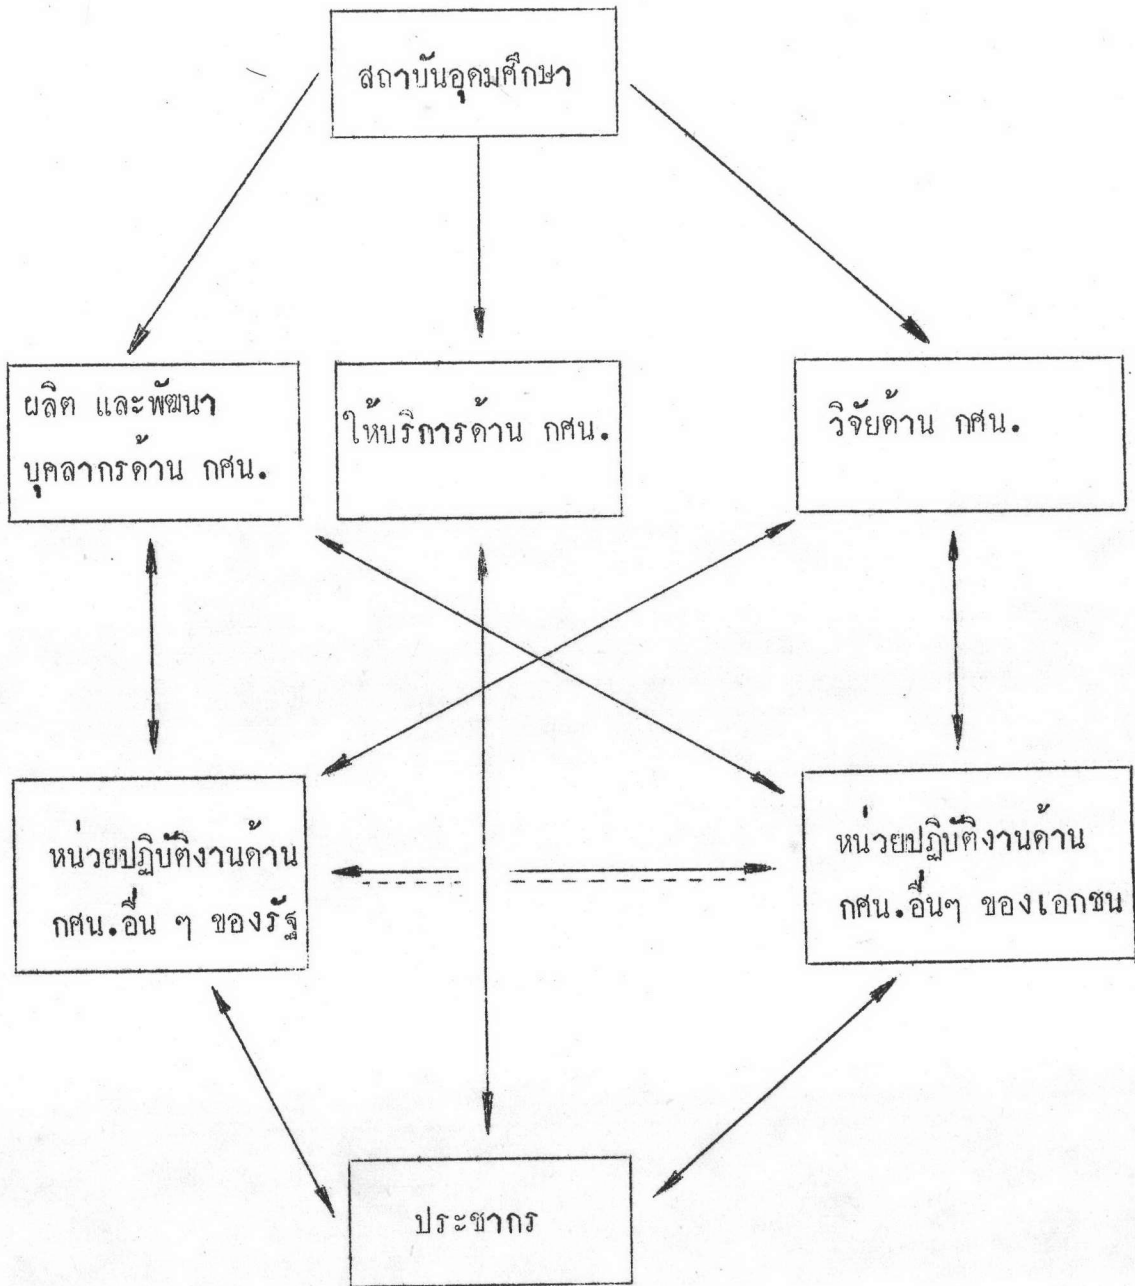 สถาบันอุดมศึกษา
ผลิต และพัฒนา
บุคลากรด้าน กศน.
ให้บริการด้าน กศน.
วิจัยด้าน กศน.
หน่วยปฏิบัติงานด้าน
กศน.อื่น ๆ ของรัฐ
หน่วยปฏิบัติงานด้าน
กศน.อื่นๆ ของเอกชน
ประชากร